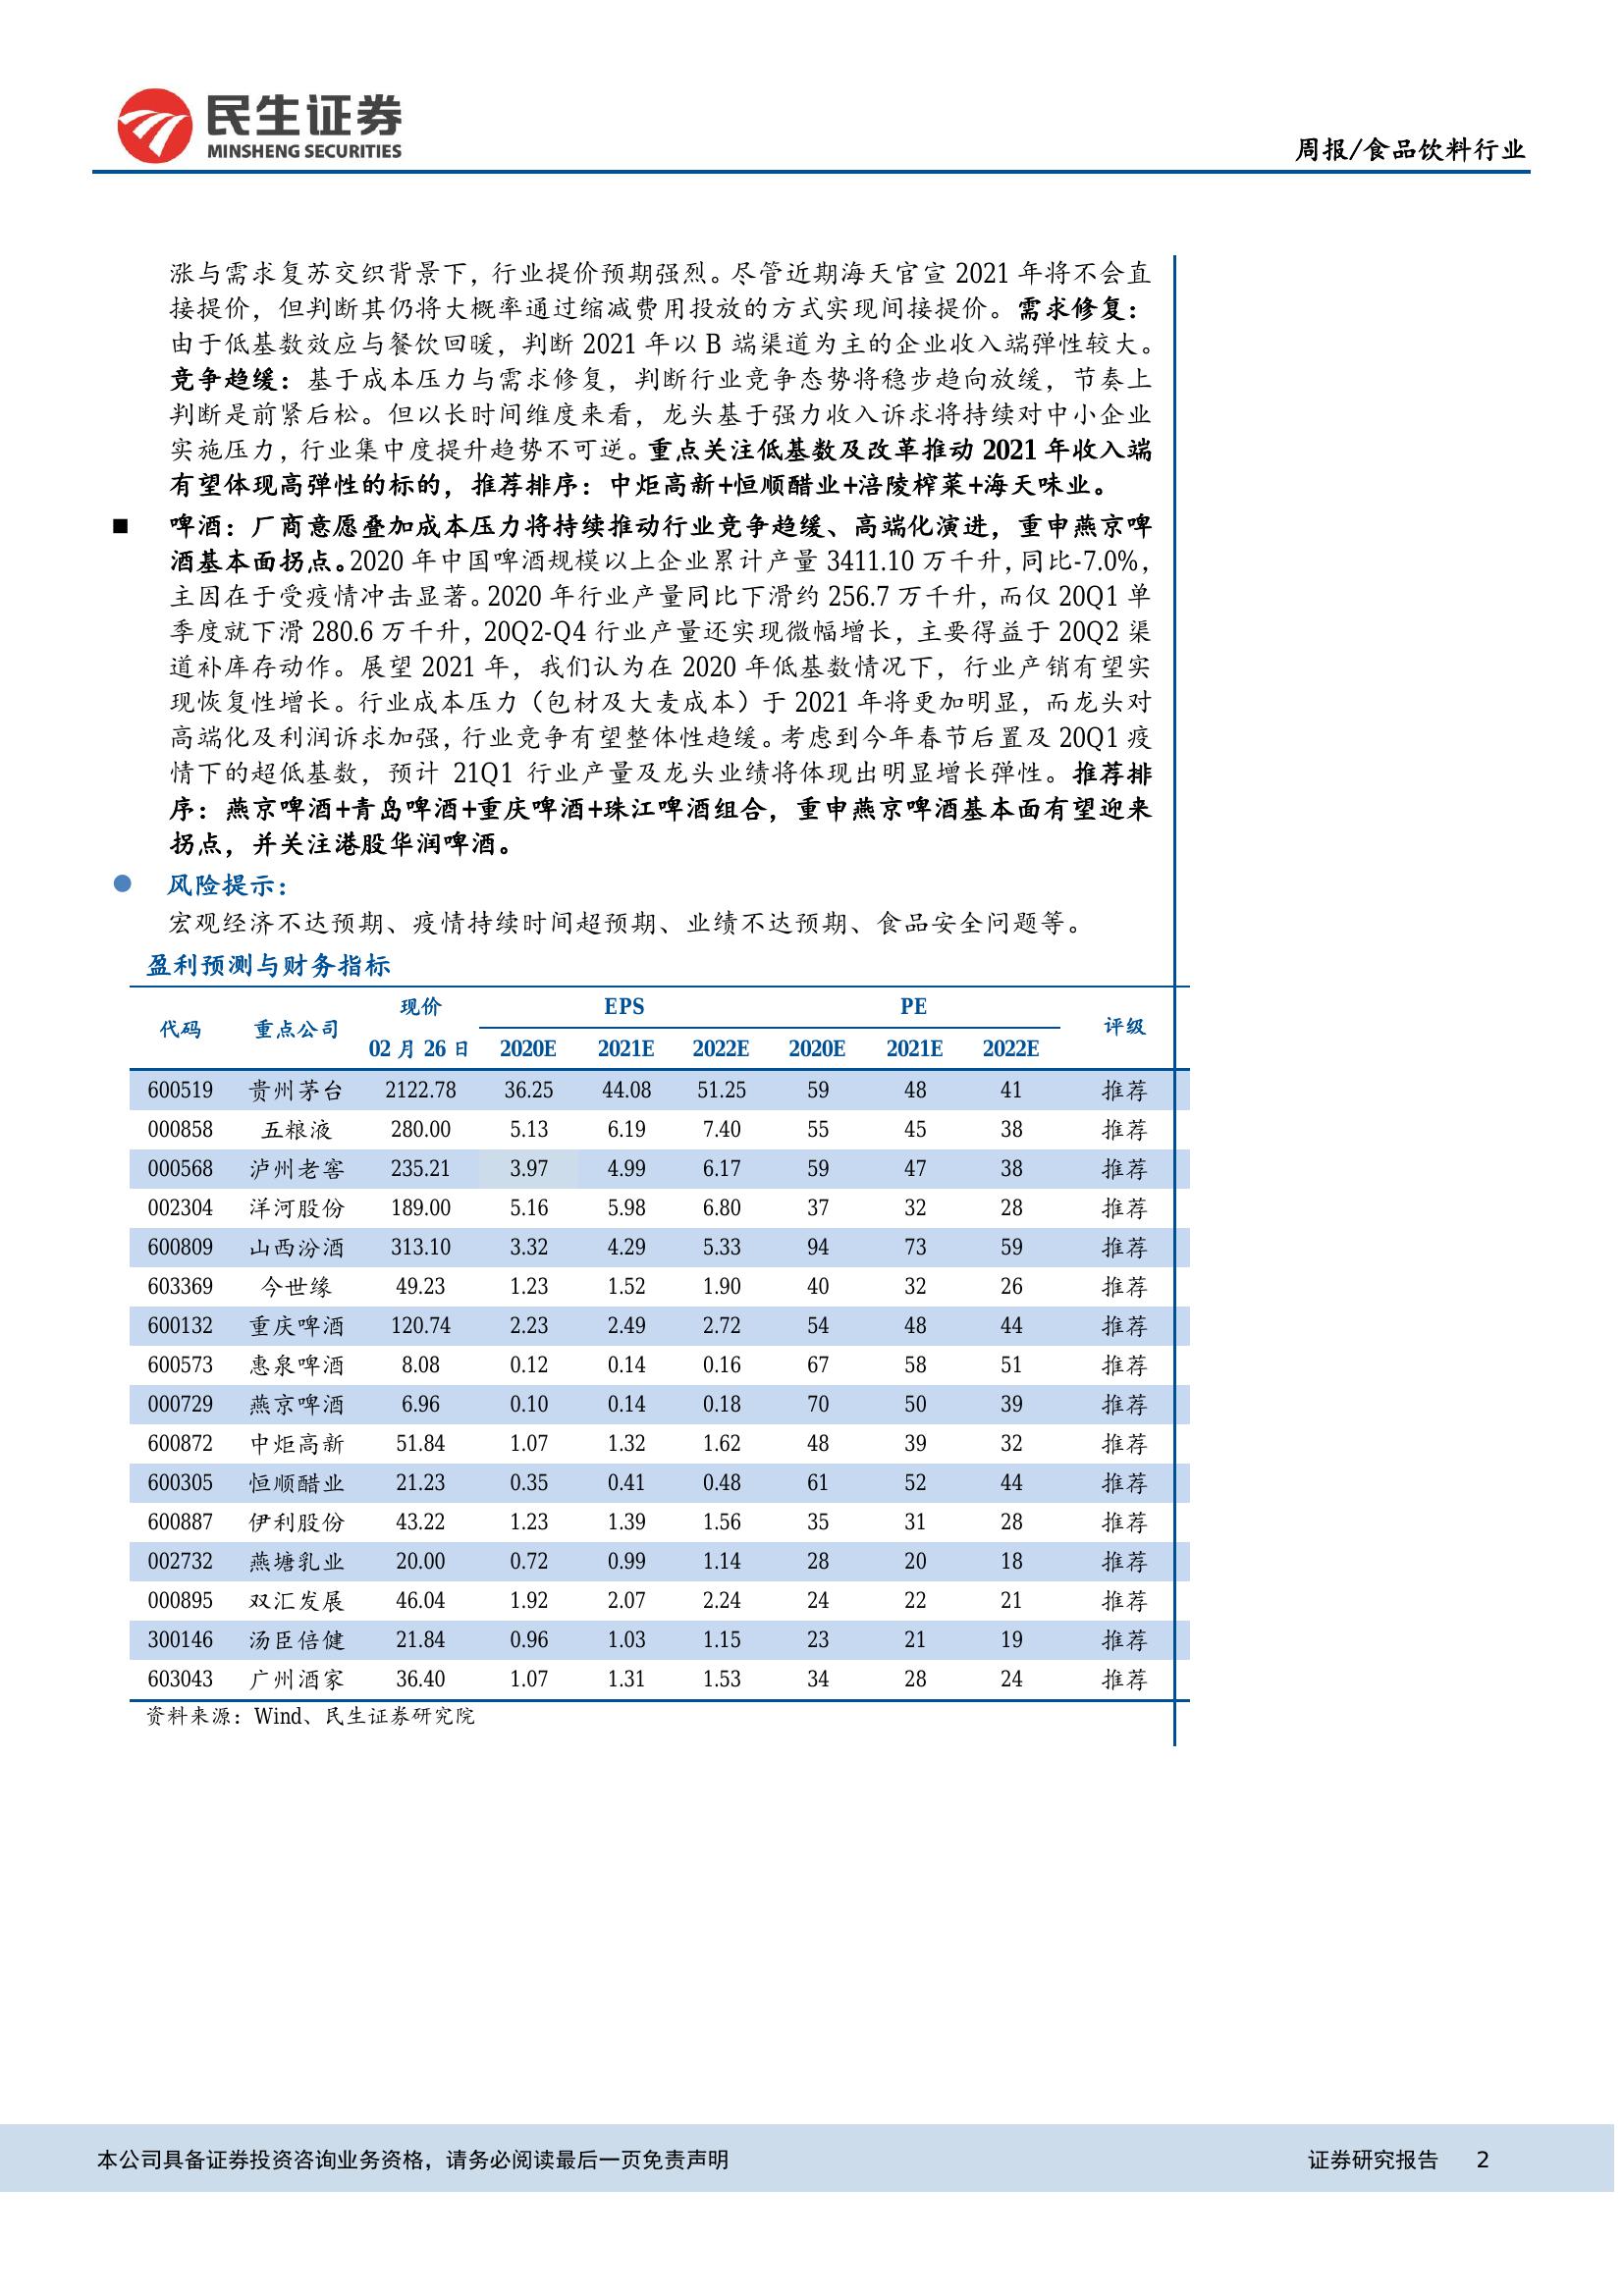 民生证券
MINSHENG SECURITIES
周报/食品饮料行业
涨与需求复苏交织背景下，行业提价预期强烈。尽管近期海天官宣 2021 年将不会直
接提价，但判断其仍将大概率通过缩减费用投放的方式实现间接提价。需求修复：
由于低基数效应与餐饮回暖，判断 2021 年以 B 端渠道为主的企业收入端弹性较大。
竞争趋缓：基于成本压力与需求修复，判断行业竞争态势将稳步趋向放缓，节奏上
判断是前紧后松。但以长时间维度来看，龙头基于强力收入诉求将持续对中小企业
实施压力，行业集中度提升趋势不可逆。重点关注低基数及改革推动 2021 年收入端
有望体现高弹性的标的，推荐排序：中炬高新+恒顺醋业+涪陵榨菜+海天味业。
■ 啤酒：厂商意愿叠加成本压力将持续推动行业竞争趋缓、高端化演进，重申燕京啤
酒基本面拐点。2020 年中国啤酒规模以上企业累计产量 3411.10 万千升，同比-7.0%，
主因在于受疫情冲击显著。2020 年行业产量同比下滑约 256.7 万千升，而仅 20Q1 单
季度就下滑 280.6 万千升，20Q2-Q4 行业产量还实现微幅增长，主要得益于 20Q2 渠
道补库存动作。展望 2021 年，我们认为在 2020 年低基数情况下，行业产销有望实
现恢复性增长。行业成本压力（包材及大麦成本）于 2021 年将更加明显，而龙头对
高端化及利润诉求加强，行业竞争有望整体性趋缓。考虑到今年春节后置及 20Q1 疫
情下的超低基数，预计 21Q1 行业产量及龙头业绩将体现出明显增长弹性。推荐排
序：燕京啤酒+青岛啤酒+重庆啤酒+珠江啤酒组合，重申燕京啤酒基本面有望迎来
拐点，并关注港股华润啤酒。
● 风险提示：
宏观经济不达预期、疫情持续时间超预期、业绩不达预期、食品安全问题等。
盈利预测与财务指标
代码 重点公司 现价 EPS PE 评级
02 月 26 日 2020E 2021E 2022E 2020E 2021E 2022E
600519 贵州茅台 2122.78 36.25 44.08 51.25 59 48 41 推荐
000858 五粮液 280.00 5.13 6.19 7.40 55 45 38 推荐
000568 泸州老窖 235.21 3.97 4.99 6.17 59 47 38 推荐
002304 洋河股份 189.00 5.16 5.98 6.80 37 32 28 推荐
600809 山西汾酒 313.10 3.32 4.29 5.33 94 73 59 推荐
603369 今世缘 49.23 1.23 1.52 1.90 40 32 26 推荐
600132 重庆啤酒 120.74 2.23 2.49 2.72 54 48 44 推荐
600573 惠泉啤酒 8.08 0.12 0.14 0.16 67 58 51 推荐
000729 燕京啤酒 6.96 0.10 0.14 0.18 70 50 39 推荐
600872 中炬高新 51.84 1.07 1.32 1.62 48 39 32 推荐
600305 恒顺醋业 21.23 0.35 0.41 0.48 61 52 44 推荐
600887 伊利股份 43.22 1.23 1.39 1.56 35 31 28 推荐
002732 燕塘乳业 20.00 0.72 0.99 1.14 28 20 18 推荐
000895 双汇发展 46.04 1.92 2.07 2.24 24 22 21 推荐
300146 汤臣倍健 21.84 0.96 1.03 1.15 23 21 19 推荐
603043 广州酒家 36.40 1.07 1.31 1.53 34 28 24 推荐
资料来源：Wind、民生证券研究院
本公司具备证券投资咨询业务资格，请务必阅读最后一页免责声明 证券研究报告 2